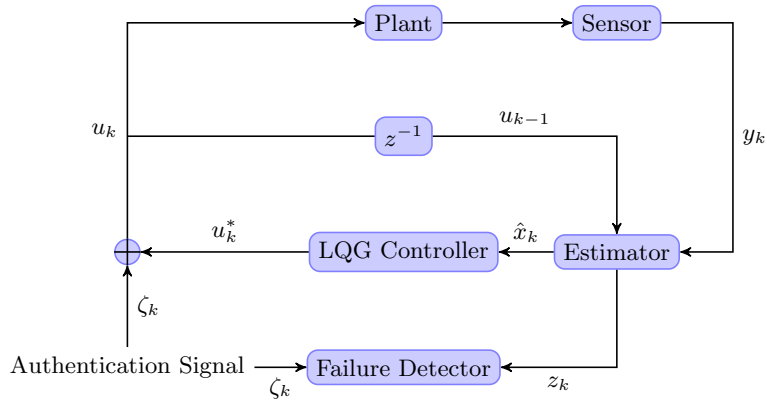 Plant
Sensor
u_k
z^{-1}
u_{k-1}
y_k
u_k^*
LQG Controller
\hat{x}_k
Estimator
ζ_k
Authentication Signal
ζ_k
Failure Detector
z_k